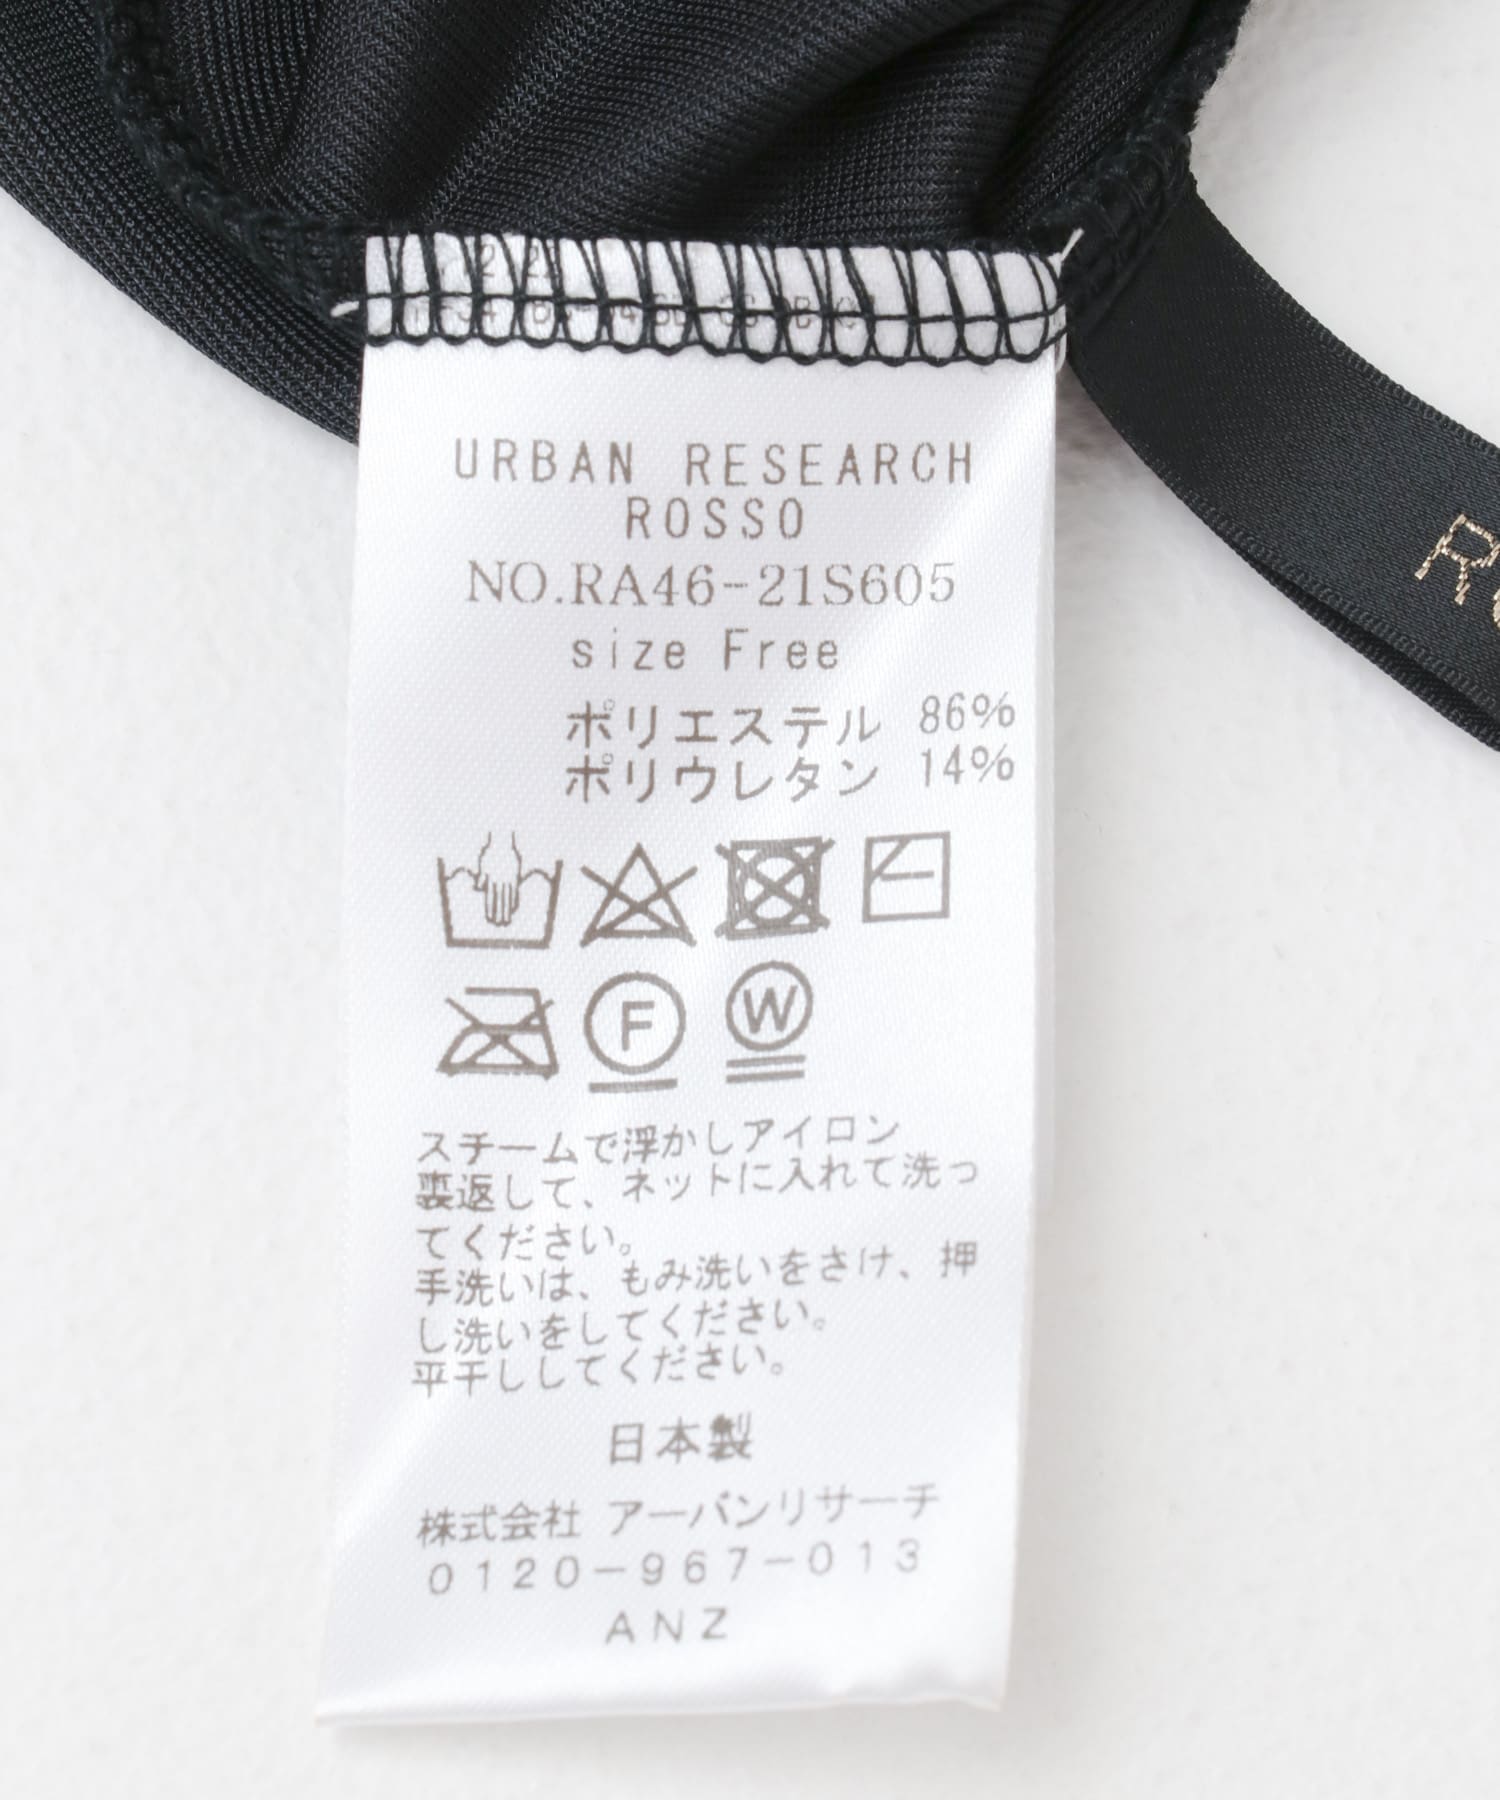 URBAN RESEARCH
ROSSO
NO.RA46-21S605
size Free
ポリエステル 86%
ポリウレタン 14%
F
W
スチームで浮かしアイロン
裏返して、ネットに入れて洗っ
てください。
手洗いは、もみ洗いをさけ、押
し洗いをしてください。
平干ししてください。
日本製
株式会社 アーバンリサーチ
0120-967-013
ANZ